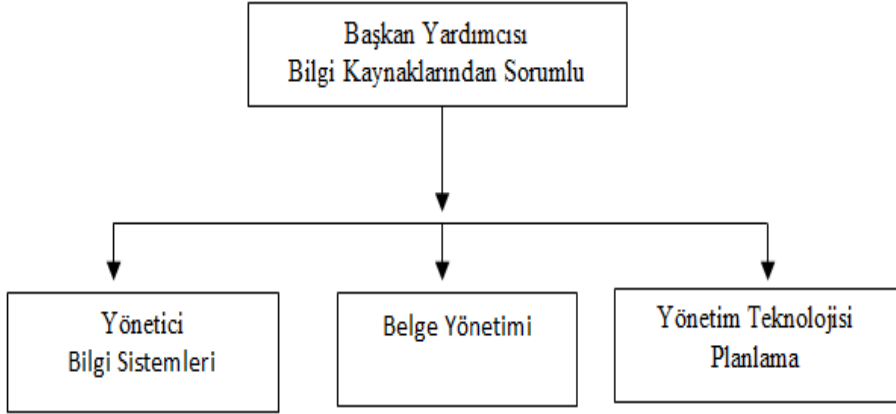 Başkan Yardımcısı
Bilgi Kaynaklarından Sorumlu
Yönetici
Bilgi Sistemleri
Belge Yönetimi
Yönetim Teknolojisi
Planlama